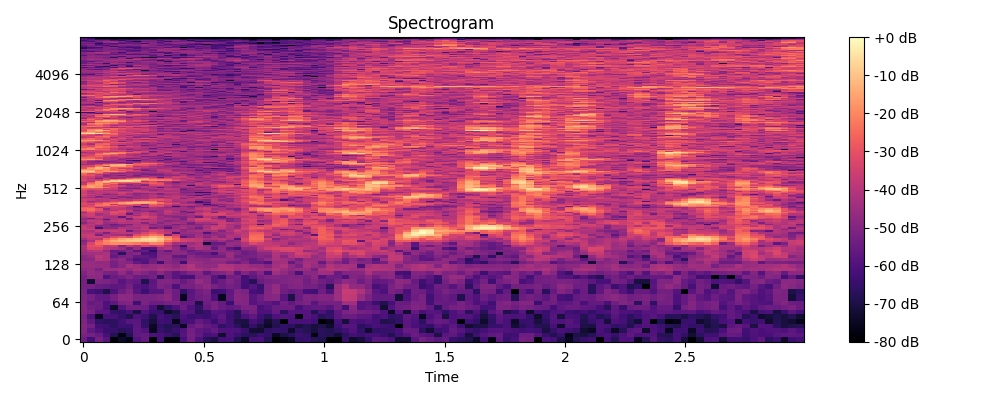 Spectrogram
Hz
4096
2048
1024
512
256
128
64
0
0
0.5
1
1.5
2
2.5
Time
+0 dB
-10 dB
-20 dB
-30 dB
-40 dB
-50 dB
-60 dB
-70 dB
-80 dB